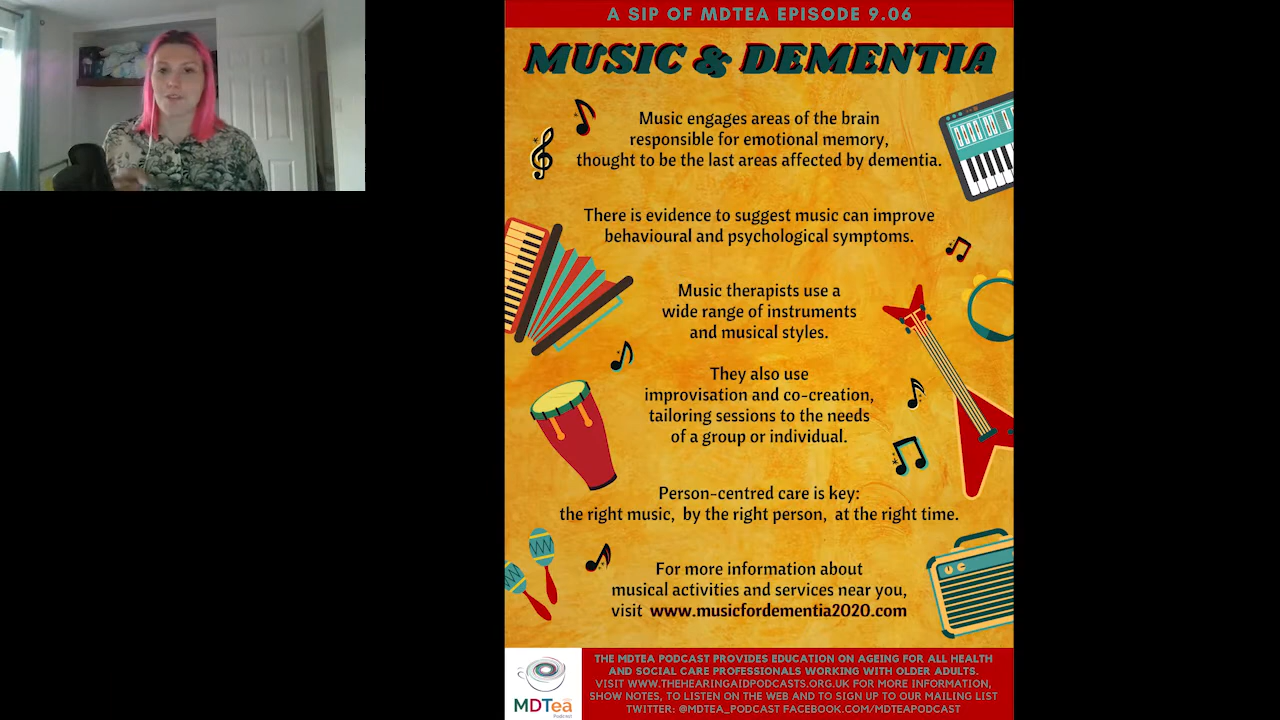 A SIP OF MDTEA EPISODE 9.06
MUSIC & DEMENTIA
Music engages areas of the brain
responsible for emotional memory,
thought to be the last areas affected by dementia.
There is evidence to suggest music can improve
behavioural and psychological symptoms.
Music therapists use a
wide range of instruments
and musical styles.
They also use
improvisation and co-creation,
tailoring sessions to the needs
of a group or individual.
Person-centred care is key:
the right music, by the right person, at the right time.
For more information about
musical activities and services near you,
visit www.musicfordementia2020.com
MDTea
Podcast
THE MDTEA PODCAST PROVIDES EDUCATION ON AGEING FOR ALL HEALTH
AND SOCIAL CARE PROFESSIONALS WORKING WITH OLDER ADULTS.
VISIT WWW.THEHEARINGAIDPODCASTS.ORG.UK FOR MORE INFORMATION,
SHOW NOTES, TO LISTEN ON THE WEB AND TO SIGN UP TO OUR MAILING LIST
TWITTER: @MDTEA_PODCAST FACEBOOK.COM/MDTEAPODCAST